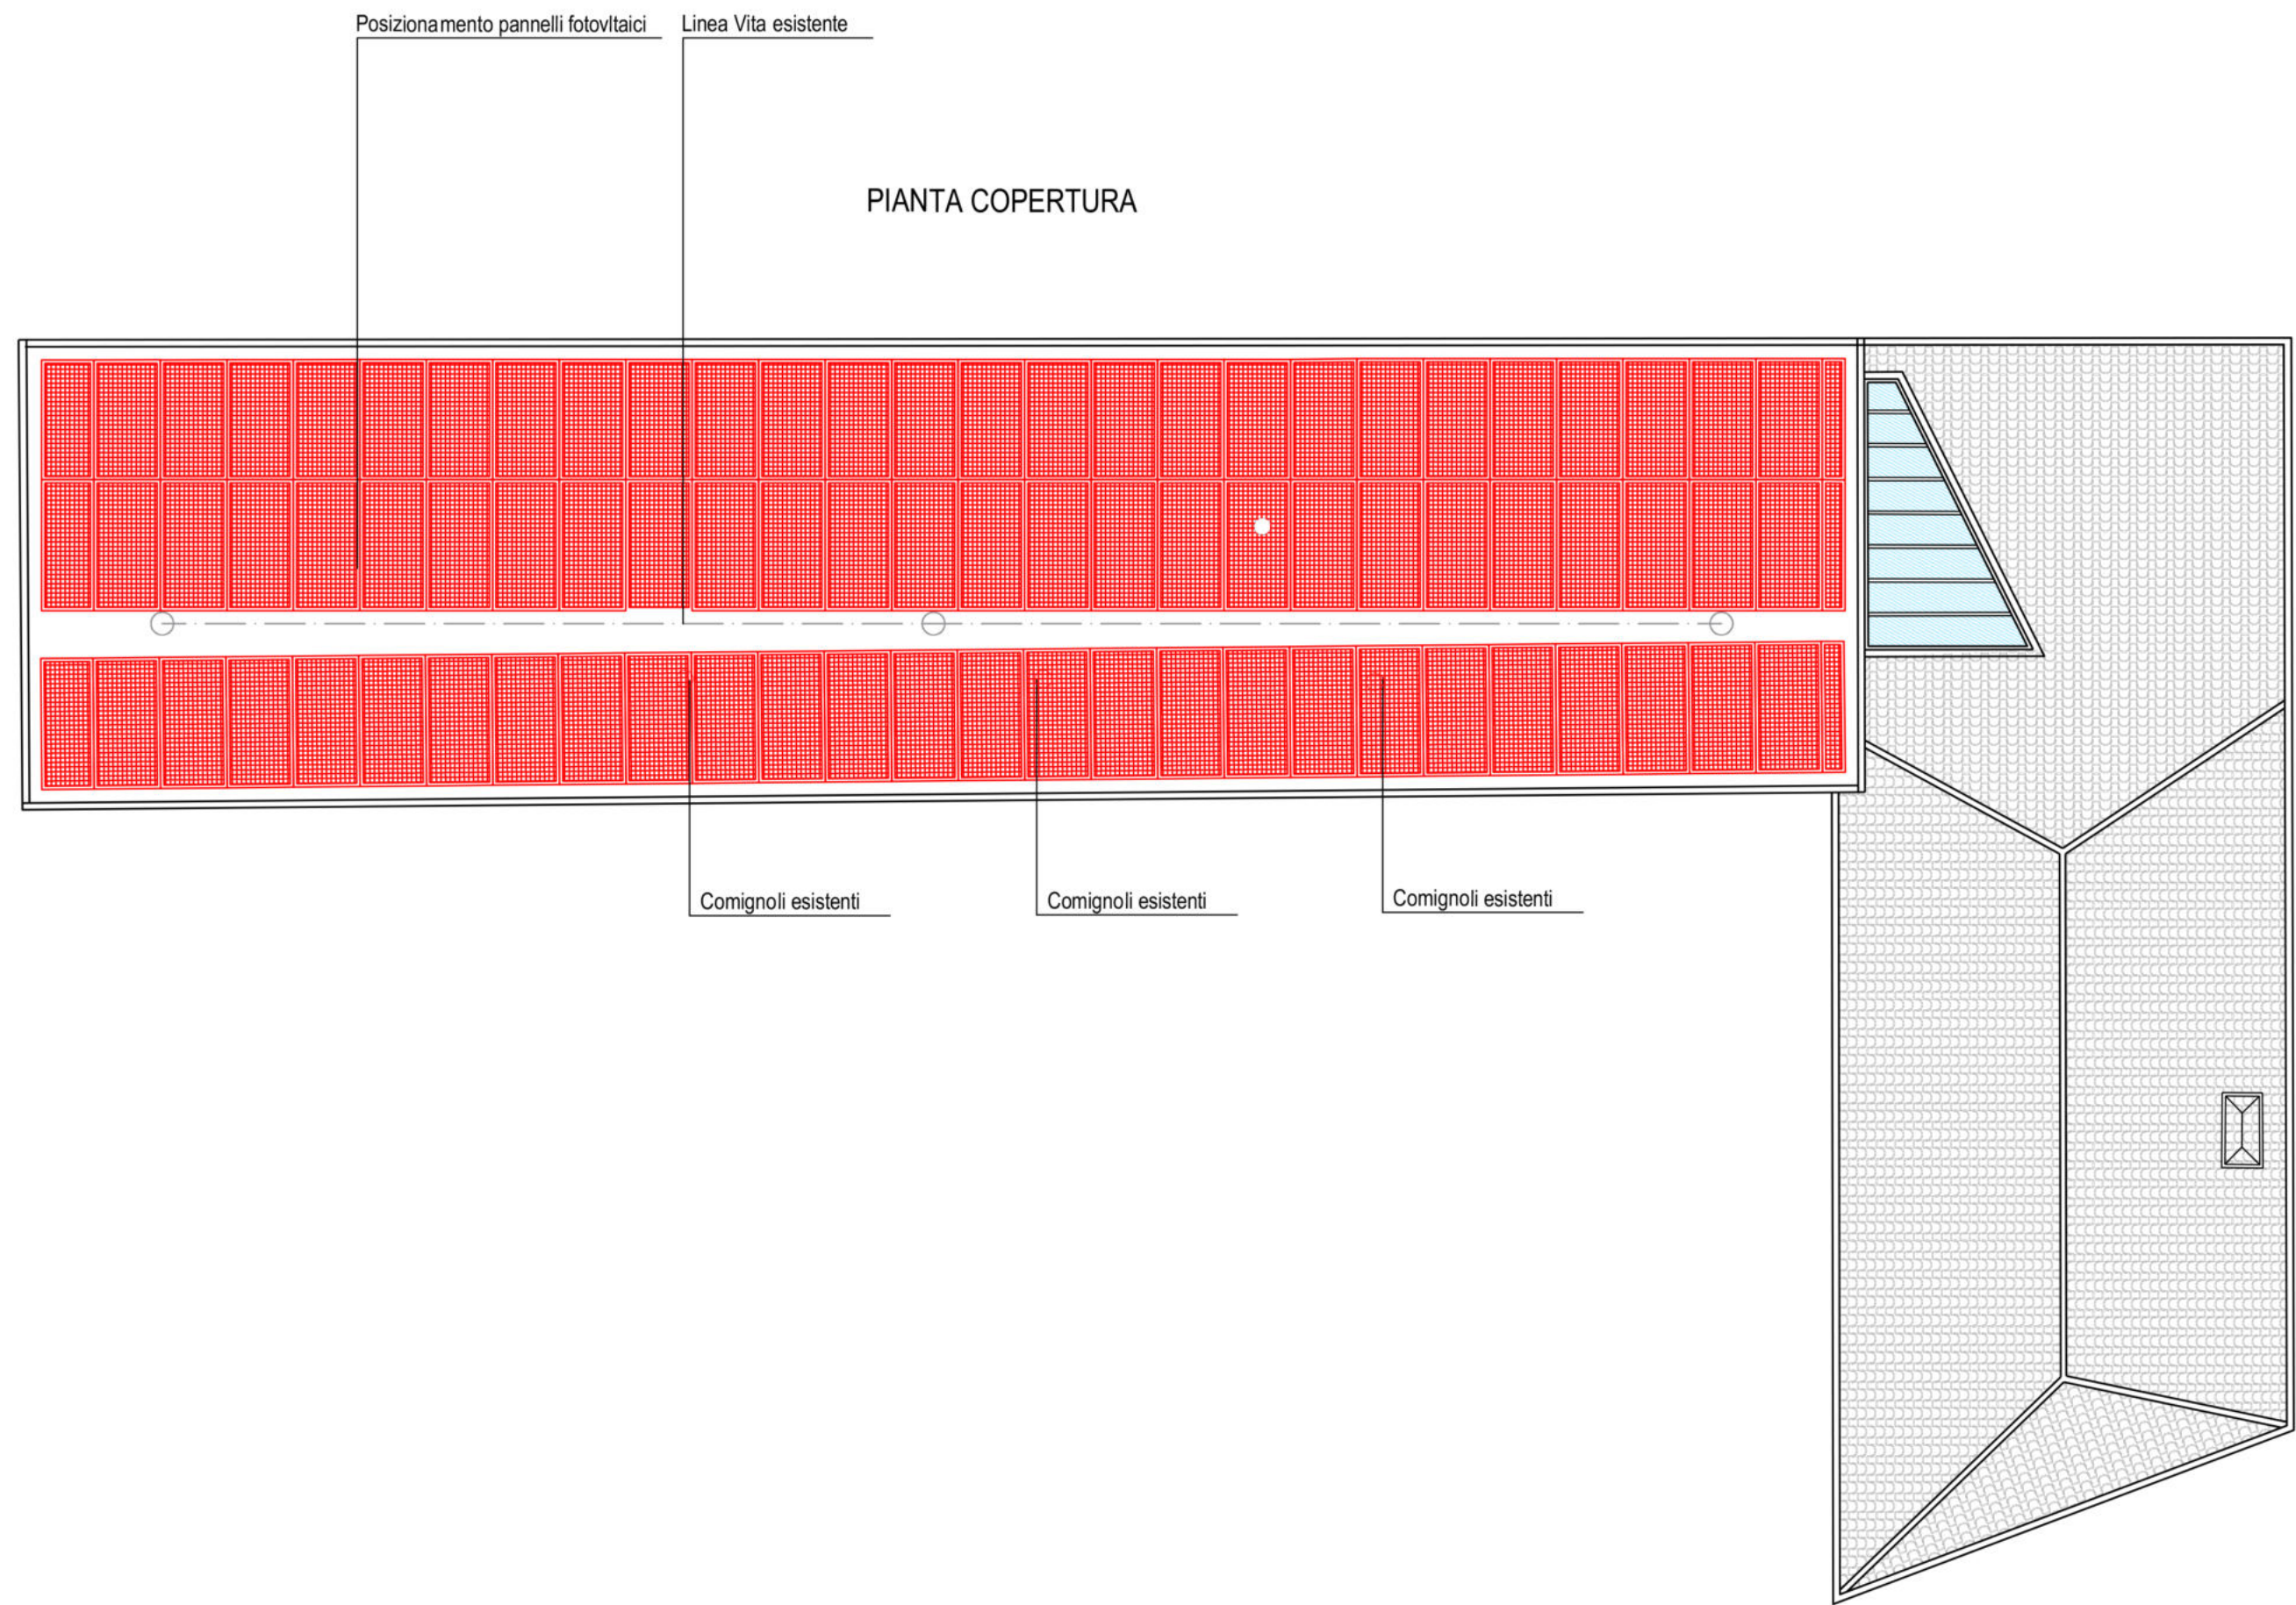 Posizionamento pannelli fotovltaici
Linea Vita esistente
PIANTA COPERTURA
Comignoli esistenti
Comignoli esistenti
Comignoli esistenti